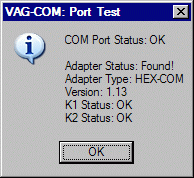 VAG-COM: Port Test
COM Port Status: OK
Adapter Status: Found!
Adapter Type: HEX-COM
Version: 1.13
K1 Status: OK
K2 Status: OK
OK